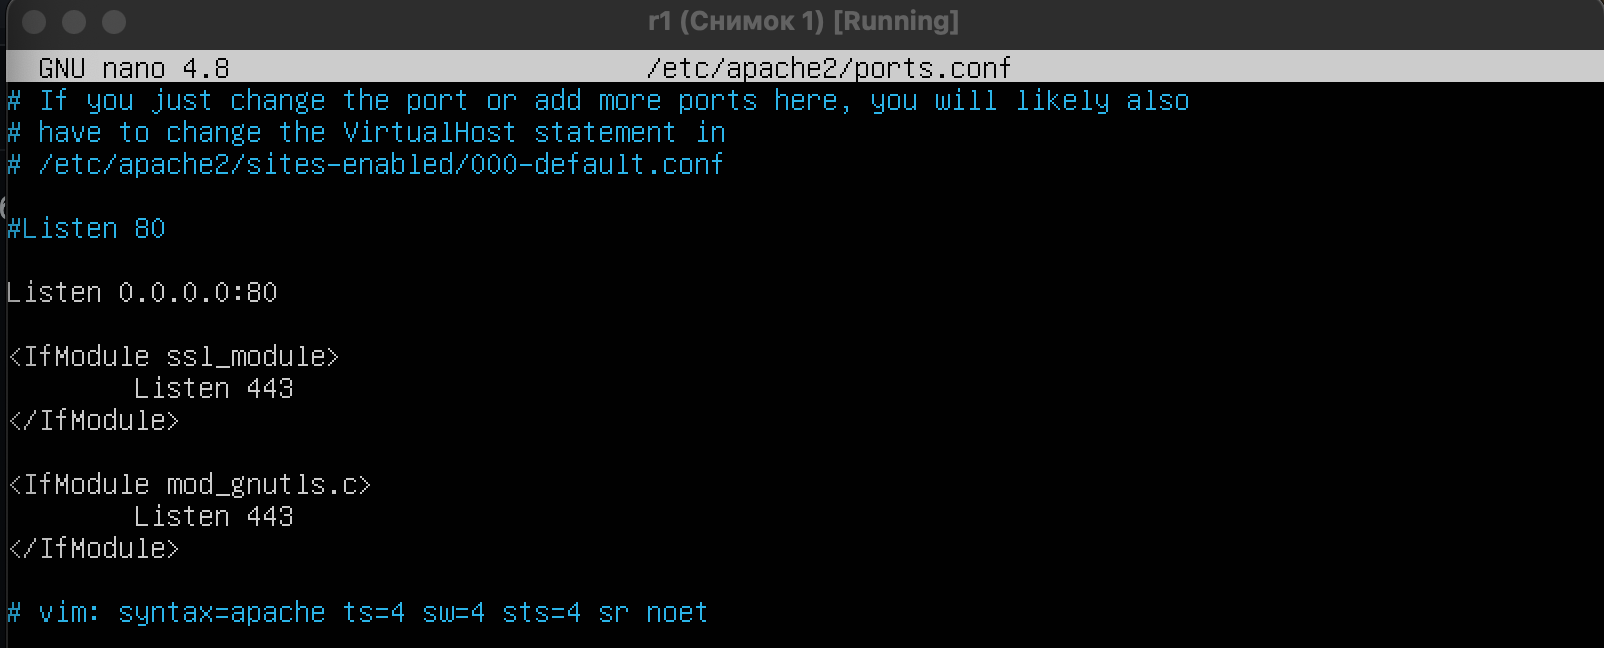 r1 (Снимок 1) [Running]
GNU nano 4.8 /etc/apache2/ports.conf
# If you just change the port or add more ports here, you will likely also
# have to change the VirtualHost statement in
# /etc/apache2/sites-enabled/000-default.conf
#Listen 80
Listen 0.0.0.0:80
<IfModule ssl_module>
Listen 443
</IfModule>
<IfModule mod_gnutls.c>
Listen 443
</IfModule>
# vim: syntax=apache ts=4 sw=4 sts=4 sr noet